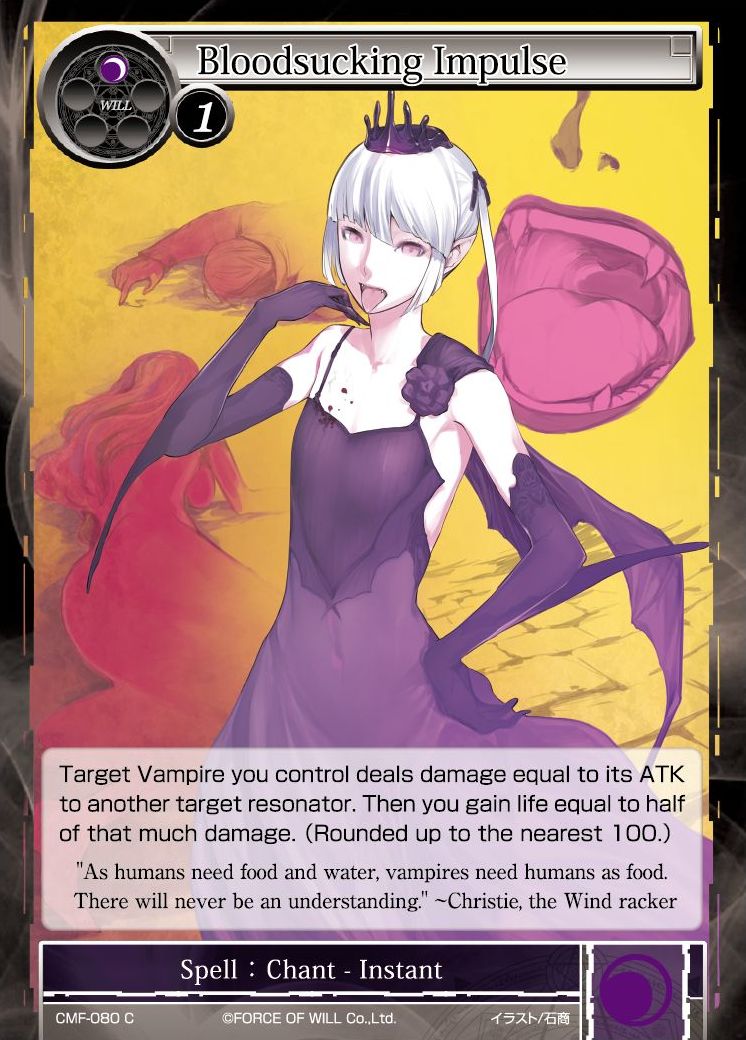 Bloodsucking Impulse
WILL
1
Target Vampire you control deals damage equal to its ATK
to another target resonator. Then you gain life equal to half
of that much damage. (Rounded up to the nearest 100.)
"As humans need food and water, vampires need humans as food.
There will never be an understanding." ~Christie, the Wind racker
Spell : Chant - Instant
CMF-080 C ©FORCE OF WILL Co.,Ltd. イラスト/石商